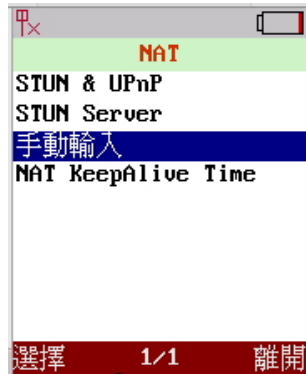 NAT
STUN & UPnP
STUN Server
手動輸入
NAT KeepAlive Time
選擇 1/1 離開